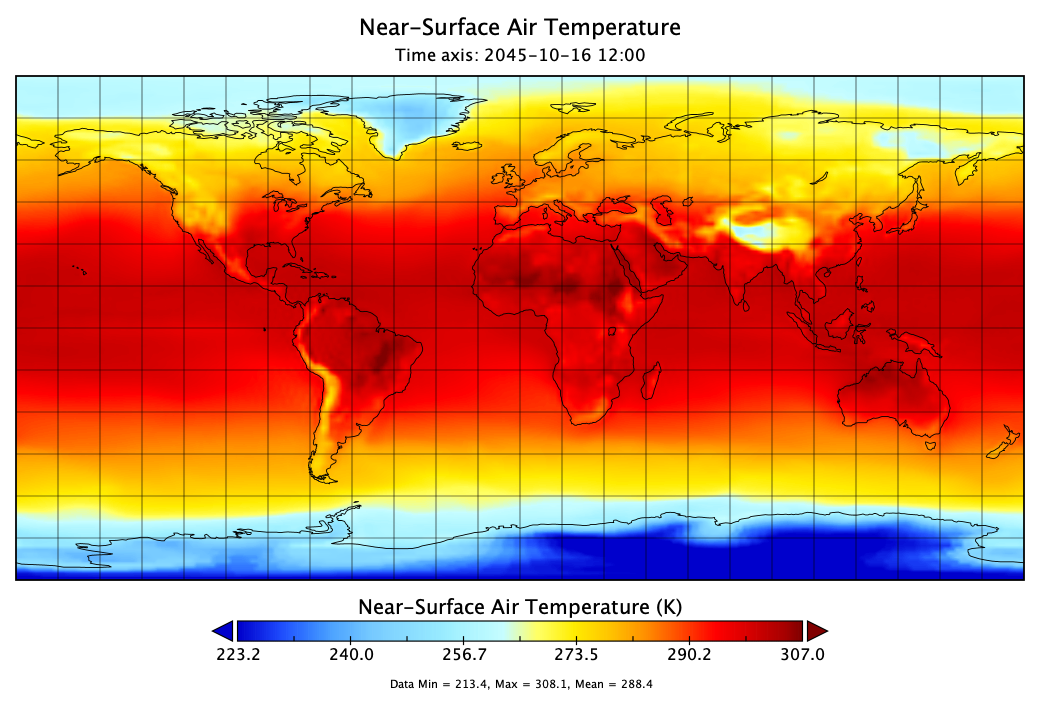 Near-Surface Air Temperature
Time axis: 2045-10-16 12:00
Near-Surface Air Temperature (K)
223.2 240.0 256.7 273.5 290.2 307.0
Data Min = 213.4, Max = 308.1, Mean = 288.4